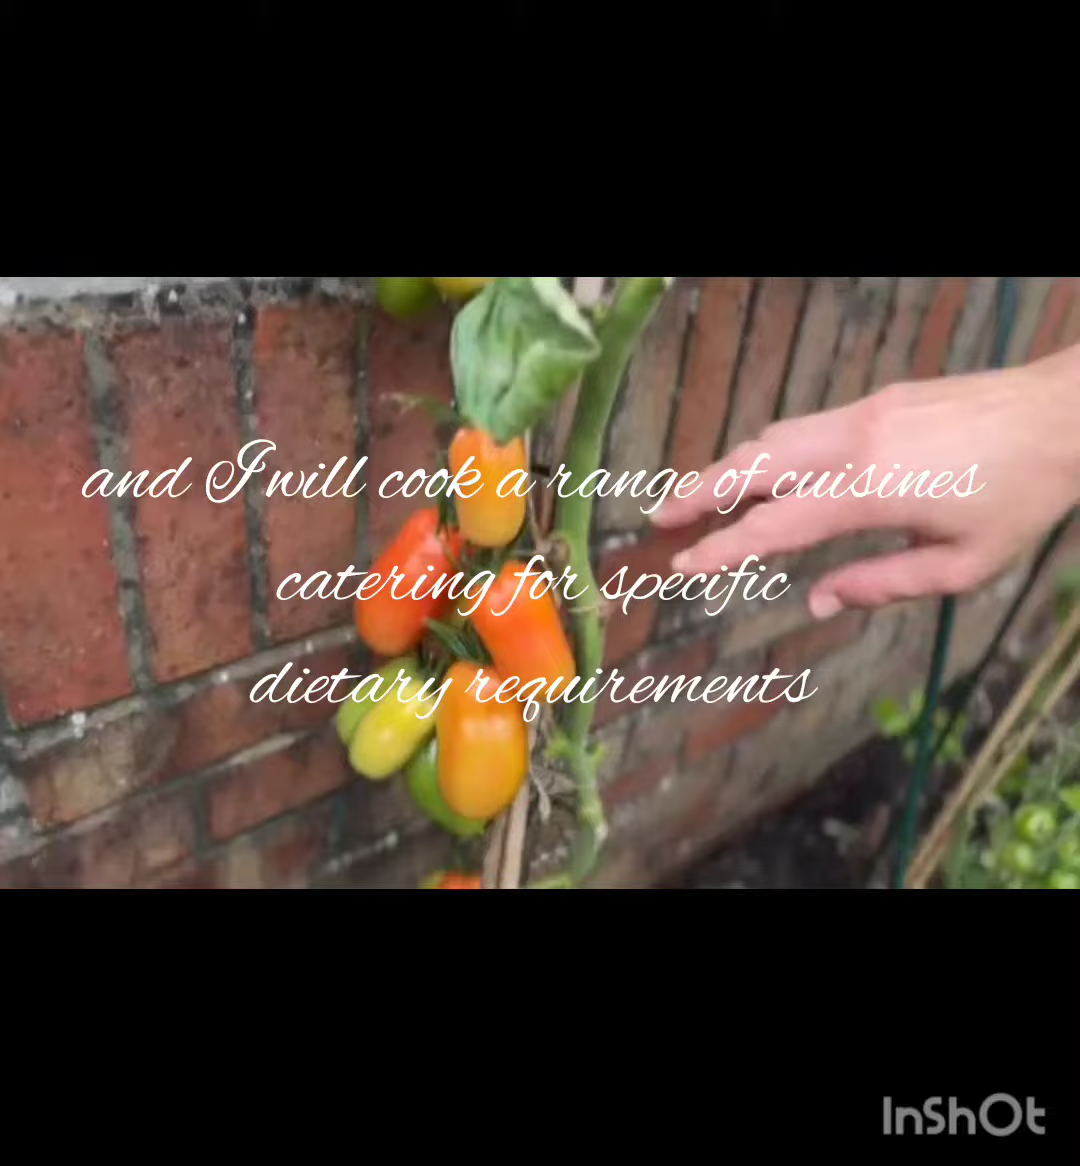 and I will cook a range of cuisines
catering for specific
dietary requirements
InShOt